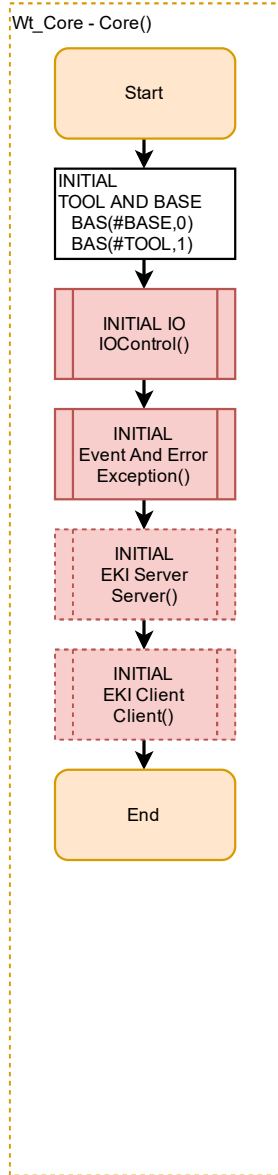 Wt_Core - Core()
Start
INITIAL
TOOL AND BASE
BAS(#BASE,0)
BAS(#TOOL,1)
INITIAL IO
IOControl()
INITIAL
Event And Error
Exception()
INITIAL
EKI Server
Server()
INITIAL
EKI Client
Client()
End